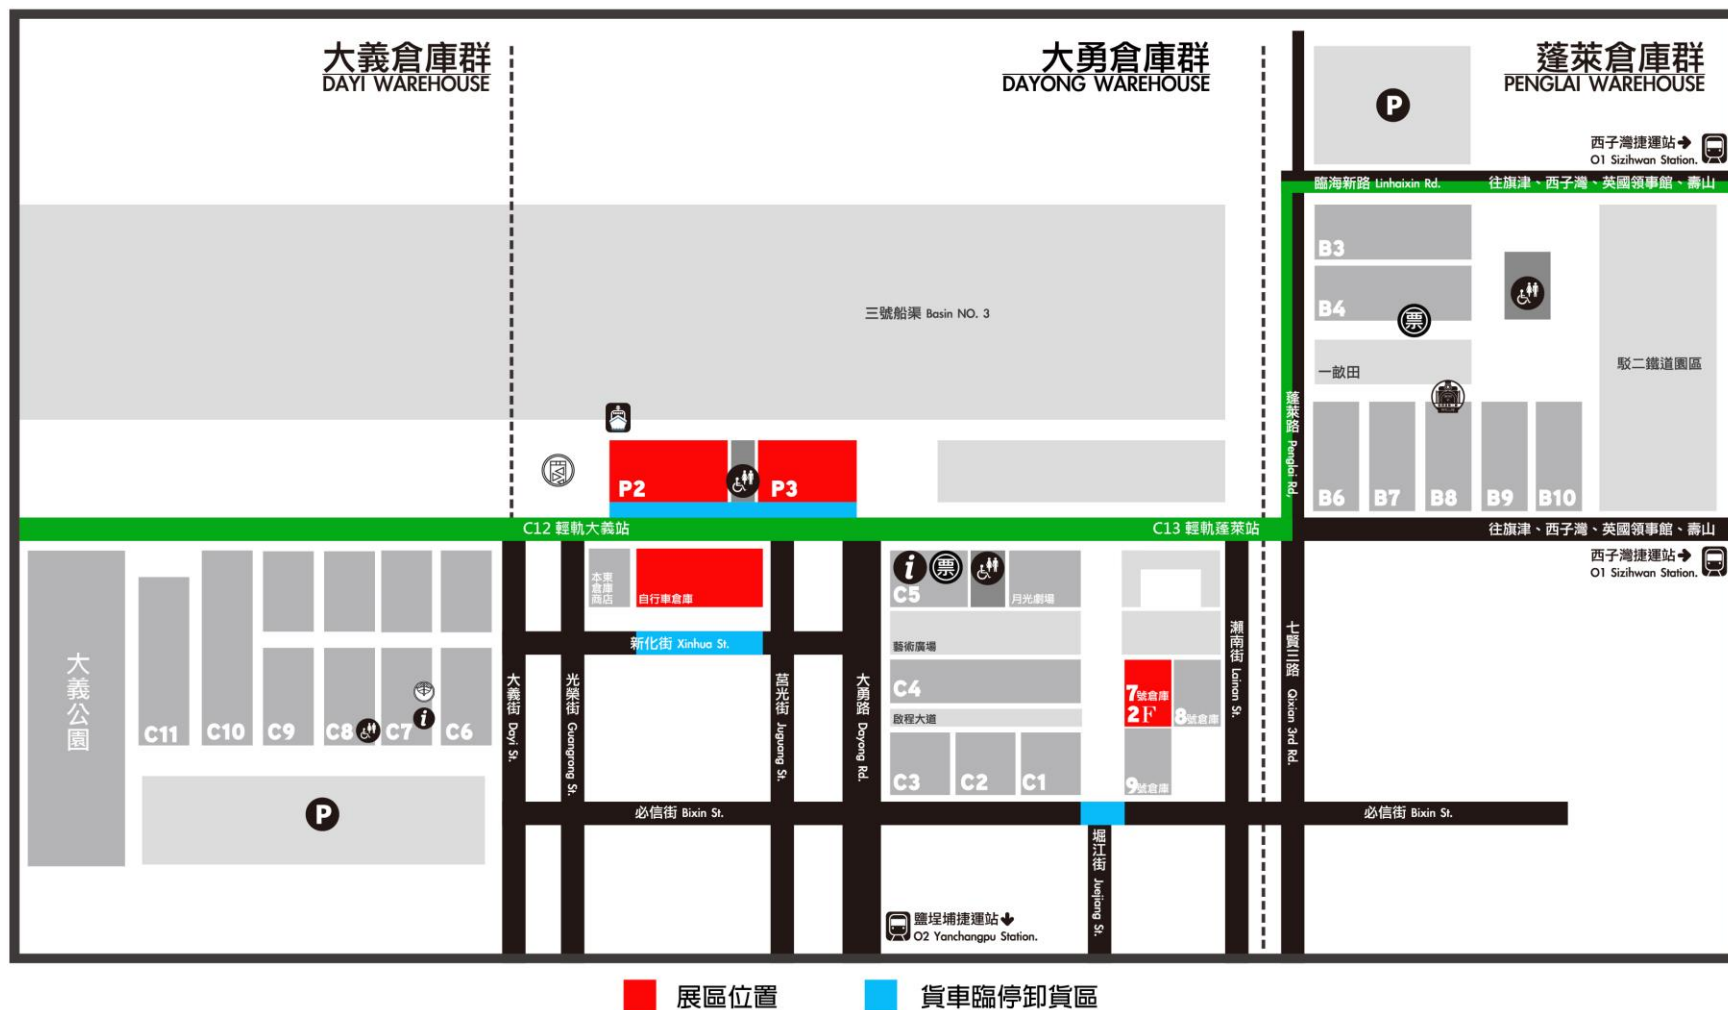 大義倉庫群
DAYI WAREHOUSE
大勇倉庫群
DAYONG WAREHOUSE
蓬萊倉庫群
PENGLAI WAREHOUSE
P
西子灣捷運站
O1 Sizihwan Station.
臨海新路 Linhaixin Rd.
往旗津、西子灣、英國領事館、壽山
B3
B4
票
一畝田
駁二鐵道園區
三號船渠 Basin NO. 3
蓬萊路 Penglai Rd,
B6
B7
B8
B9
B10
P2
P3
C12 輕軌大義站
C13 輕軌蓬萊站
往旗津、西子灣、英國領事館、壽山
西子灣捷運站
O1 Sizihwan Station.
本東
倉庫
商店
自行車倉庫
i
票
C5
月光劇場
新化街 Xinhua St.
藝術廣場
大義公園
C11
C10
C9
C8
C7
i
C6
大義街 Dayi St.
光榮街 Guangrong St.
莒光街 Juguang St.
大勇路 Dayong Rd.
C4
啟程大道
C3
C2
C1
7號倉庫
2F
8號倉庫
9號倉庫
瀨南街 Lainan St.
七賢三路 Qixian 3rd Rd.
P
必信街 Bixin St.
必信街 Bixin St.
堀江街 Juejiang St.
鹽埕埔捷運站
O2 Yanchangpu Station.
展區位置
貨車臨停卸貨區